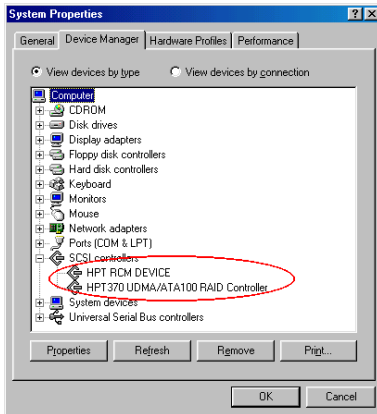 System Properties
General Device Manager Hardware Profiles Performance
View devices by type View devices by connection
Computer
CDROM
Disk drives
Display adapters
Floppy disk controllers
Hard disk controllers
Keyboard
Monitors
Mouse
Network adapters
Ports (COM & LPT)
SCSI controllers
HPT RCM DEVICE
HPT370 UDMA/ATA100 RAID Controller
System devices
Universal Serial Bus controllers
Properties Refresh Remove Print...
OK Cancel